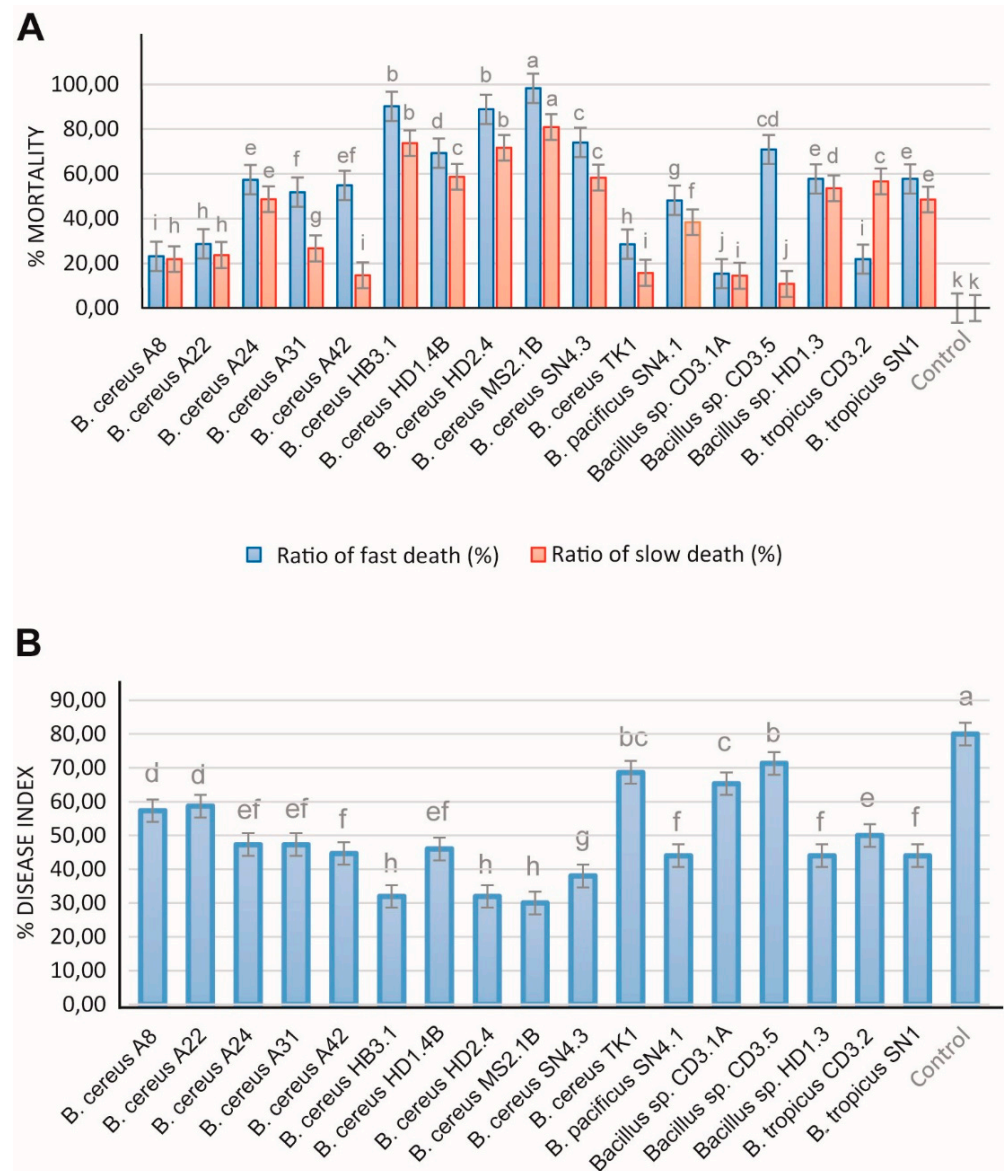 A
% MORTALITY
100,00
80,00
60,00
40,00
20,00
0,00
i h h h e e f g ef i b b d c b b a a c c h i g f j i cd j e d i c e e k k
B. cereus A8
B. cereus A22
B. cereus A24
B. cereus A31
B. cereus A42
B. cereus HB3.1
B. cereus HD1.4B
B. cereus HD2.4
B. cereus MS2.1B
B. cereus SN4.3
B. cereus TK1
B. pacificus SN4.1
Bacillus sp. CD3.1A
Bacillus sp. CD3.5
Bacillus sp. HD1.3
B. tropicus CD3.2
B. tropicus SN1
Control
Ratio of fast death (%) Ratio of slow death (%)
B
% DISEASE INDEX
90,00
80,00
70,00
60,00
50,00
40,00
30,00
20,00
10,00
0,00
d d ef ef f h ef h h g bc f c b f e f a
B. cereus A8
B. cereus A22
B. cereus A24
B. cereus A31
B. cereus A42
B. cereus HB3.1
B. cereus HD1.4B
B. cereus HD2.4
B. cereus MS2.1B
B. cereus SN4.3
B. cereus TK1
B. pacificus SN4.1
Bacillus sp. CD3.1A
Bacillus sp. CD3.5
Bacillus sp. HD1.3
B. tropicus CD3.2
B. tropicus SN1
Control